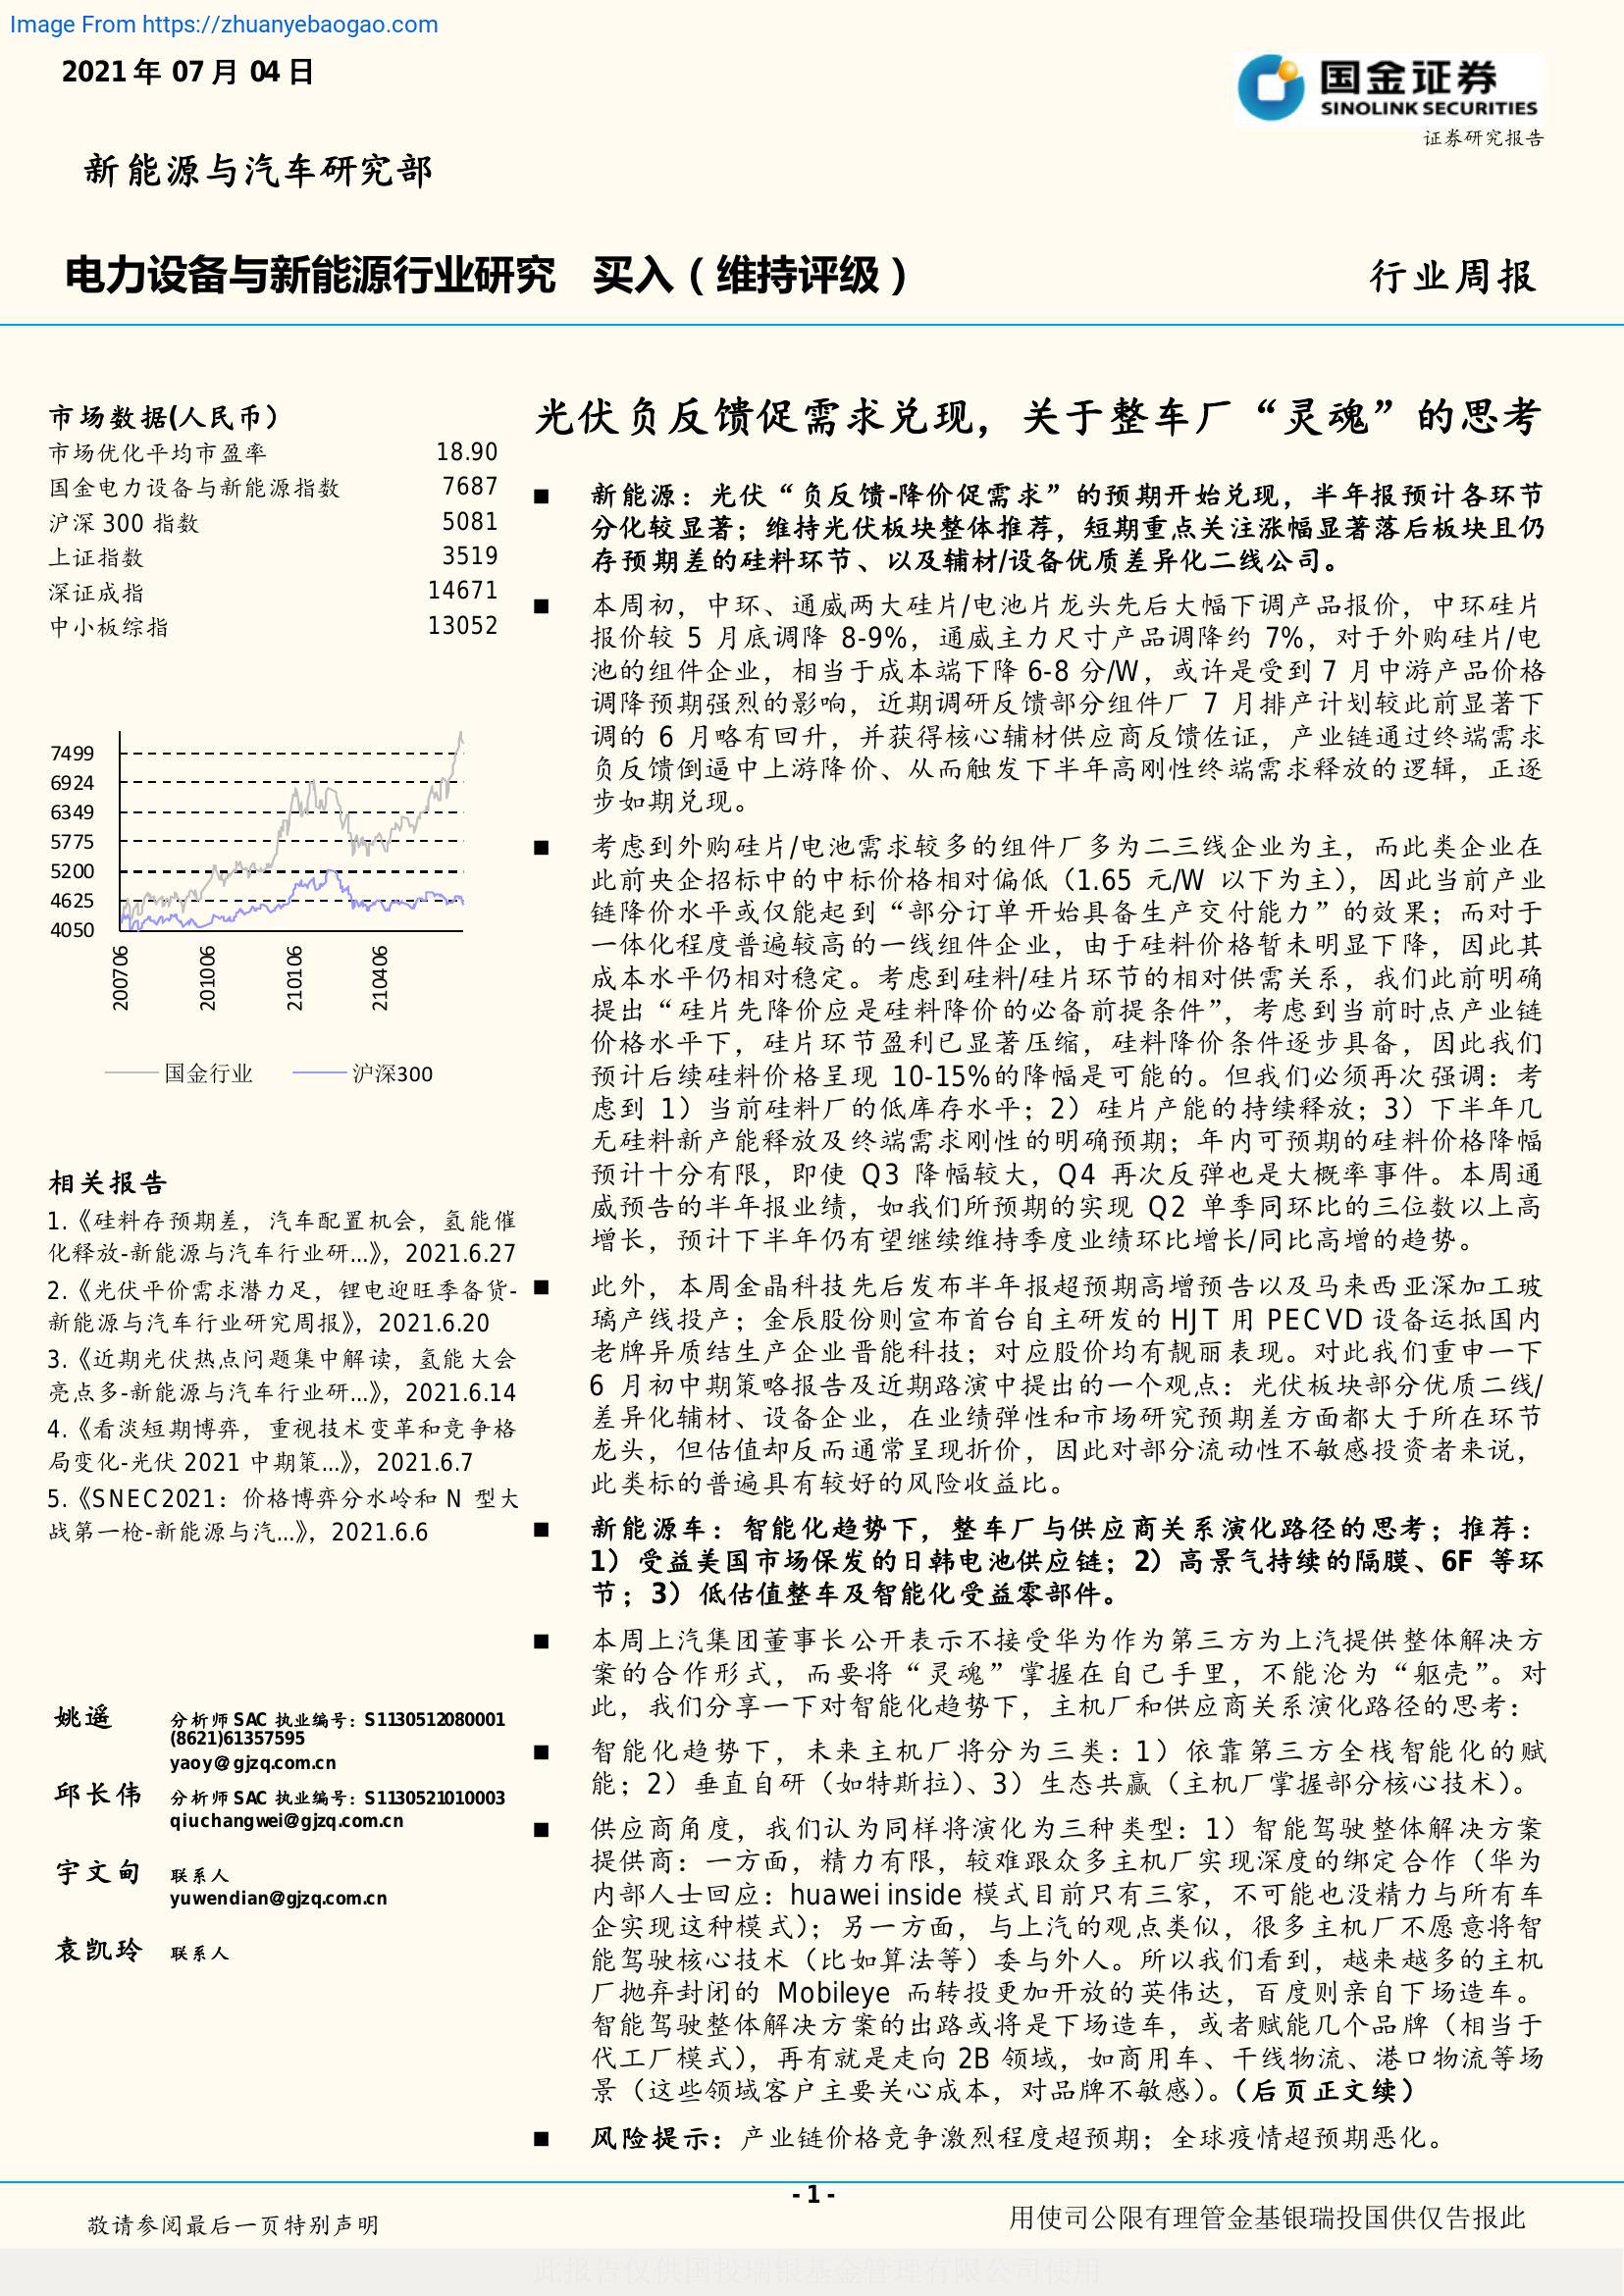 Image From https://zhuanyebaogao.com
2021 年 07 月 04 日
国金证券
SINOLINK SECURITIES
证券研究报告
新能源与汽车研究部
电力设备与新能源行业研究 买入（维持评级）
行业周报
市场数据(人民币）
市场优化平均市盈率 18.90
国金电力设备与新能源指数 7687
沪深 300 指数 5081
上证指数 3519
深证成指 14671
中小板综指 13052
7499
6924
6349
5775
5200
4625
4050
200706
201006
210106
210406
国金行业 沪深300
相关报告
1.《硅料存预期差，汽车配置机会，氢能催
化释放-新能源与汽车行业研...》，2021.6.27
2.《光伏平价需求潜力足，锂电迎旺季备货-
新能源与汽车行业研究周报》，2021.6.20
3.《近期光伏热点问题集中解读，氢能大会
亮点多-新能源与汽车行业研...》，2021.6.14
4.《看淡短期博弈，重视技术变革和竞争格
局变化-光伏 2021 中期策...》，2021.6.7
5.《SNEC2021：价格博弈分水岭和 N 型大
战第一枪-新能源与汽...》，2021.6.6
姚遥 分析师 SAC 执业编号：S1130512080001
(8621)61357595
yaoy@gjzq.com.cn
邱长伟 分析师 SAC 执业编号：S1130521010003
qiuchangwei@gjzq.com.cn
宇文甸 联系人
yuwendian@gjzq.com.cn
袁凯玲 联系人
光伏负反馈促需求兑现，关于整车厂“灵魂”的思考
■ 新能源：光伏“负反馈-降价促需求”的预期开始兑现，半年报预计各环节
分化较显著；维持光伏板块整体推荐，短期重点关注涨幅显著落后板块且仍
存预期差的硅料环节、以及辅材/设备优质差异化二线公司。
■ 本周初，中环、通威两大硅片/电池片龙头先后大幅下调产品报价，中环硅片
报价较 5 月底调降 8-9%，通威主力尺寸产品调降约 7%，对于外购硅片/电
池的组件企业，相当于成本端下降 6-8 分/W，或许是受到 7 月中游产品价格
调降预期强烈的影响，近期调研反馈部分组件厂 7 月排产计划较此前显著下
调的 6 月略有回升，并获得核心辅材供应商反馈佐证，产业链通过终端需求
负反馈倒逼中上游降价、从而触发下半年高刚性终端需求释放的逻辑，正逐
步如期兑现。
■ 考虑到外购硅片/电池需求较多的组件厂多为二三线企业为主，而此类企业在
此前央企招标中的中标价格相对偏低（1.65 元/W 以下为主），因此当前产业
链降价水平或仅能起到“部分订单开始具备生产交付能力”的效果；而对于
一体化程度普遍较高的一线组件企业，由于硅料价格暂未明显下降，因此其
成本水平仍相对稳定。考虑到硅料/硅片环节的相对供需关系，我们此前明确
提出“硅片先降价应是硅料降价的必备前提条件”，考虑到当前时点产业链
价格水平下，硅片环节盈利已显著压缩，硅料降价条件逐步具备，因此我们
预计后续硅料价格呈现 10-15%的降幅是可能的。但我们必须再次强调：考
虑到 1）当前硅料厂的低库存水平；2）硅片产能的持续释放；3）下半年几
无硅料新产能释放及终端需求刚性的明确预期；年内可预期的硅料价格降幅
预计十分有限，即使 Q3 降幅较大，Q4 再次反弹也是大概率事件。本周通
威预告的半年报业绩，如我们所预期的实现 Q2 单季同环比的三位数以上高
增长，预计下半年仍有望继续维持季度业绩环比增长/同比高增的趋势。
■ 此外，本周金晶科技先后发布半年报超预期高增预告以及马来西亚深加工玻
璃产线投产；金辰股份则宣布首台自主研发的 HJT 用 PECVD 设备运抵国内
老牌异质结生产企业晋能科技；对应股价均有靓丽表现。对此我们重申一下
6 月初中期策略报告及近期路演中提出的一个观点：光伏板块部分优质二线/
差异化辅材、设备企业，在业绩弹性和市场研究预期差方面都大于所在环节
龙头，但估值却反而通常呈现折价，因此对部分流动性不敏感投资者来说，
此类标的普遍具有较好的风险收益比。
■ 新能源车：智能化趋势下，整车厂与供应商关系演化路径的思考；推荐：
1）受益美国市场保发的日韩电池供应链；2）高景气持续的隔膜、6F 等环
节；3）低估值整车及智能化受益零部件。
■ 本周上汽集团董事长公开表示不接受华为作为第三方为上汽提供整体解决方
案的合作形式，而要将“灵魂”掌握在自己手里，不能沦为“躯壳”。对
此，我们分享一下对智能化趋势下，主机厂和供应商关系演化路径的思考：
■ 智能化趋势下，未来主机厂将分为三类：1）依靠第三方全栈智能化的赋
能；2）垂直自研（如特斯拉）、3）生态共赢（主机厂掌握部分核心技术）。
■ 供应商角度，我们认为同样将演化为三种类型：1）智能驾驶整体解决方案
提供商：一方面，精力有限，较难跟众多主机厂实现深度的绑定合作（华为
内部人士回应：huawei inside 模式目前只有三家，不可能也没精力与所有车
企实现这种模式）；另一方面，与上汽的观点类似，很多主机厂不愿意将智
能驾驶核心技术（比如算法等）委与外人。所以我们看到，越来越多的主机
厂抛弃封闭的 Mobileye 而转投更加开放的英伟达，百度则亲自下场造车。
智能驾驶整体解决方案的出路或将是下场造车，或者赋能几个品牌（相当于
代工厂模式），再有就是走向 2B 领域，如商用车、干线物流、港口物流等场
景（这些领域客户主要关心成本，对品牌不敏感）。（后页正文续）
■ 风险提示：产业链价格竞争激烈程度超预期；全球疫情超预期恶化。
- 1 -
敬请参阅最后一页特别声明
用使司公限有理管金基银瑞投国供仅告报此
此报告仅供国投瑞银基金管理有限公司使用